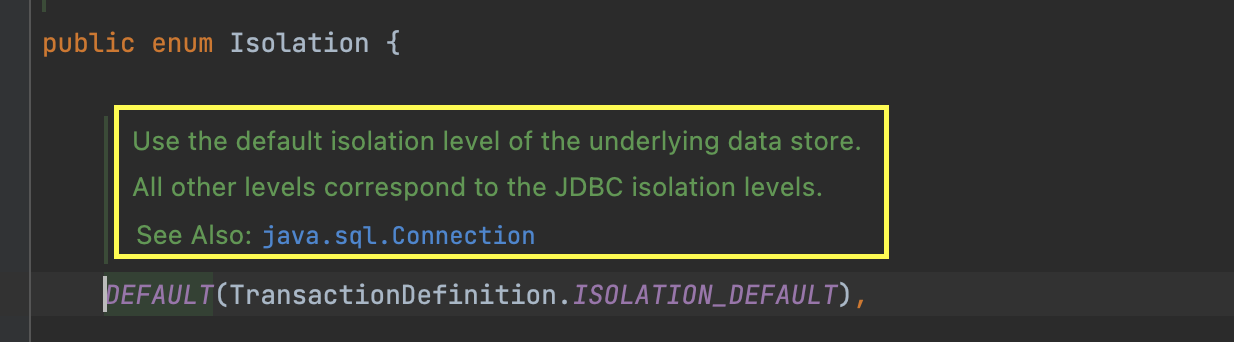 public enum Isolation {
Use the default isolation level of the underlying data store.
All other levels correspond to the JDBC isolation levels.
See Also: java.sql.Connection
DEFAULT(TransactionDefinition.ISOLATION_DEFAULT),